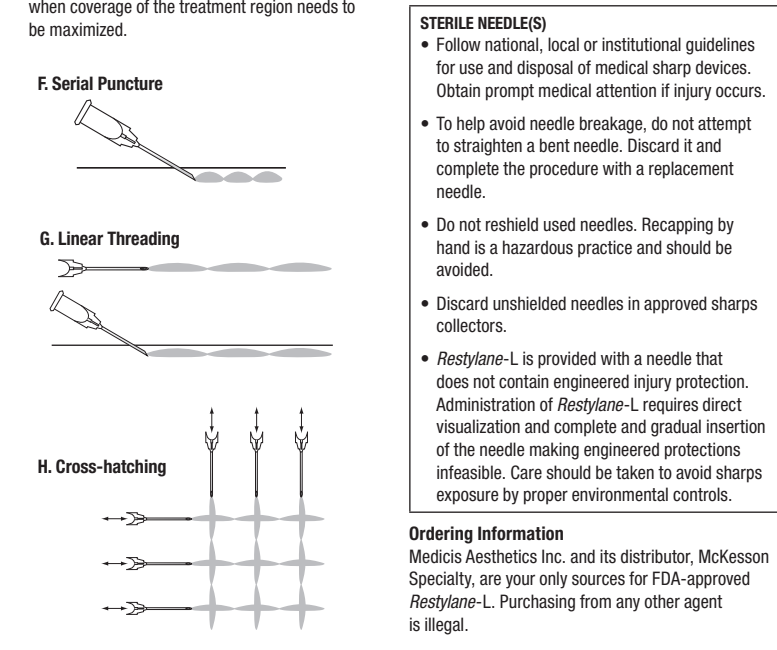 when coverage of the treatment region needs to
be maximized.
F. Serial Puncture
G. Linear Threading
H. Cross-hatching
STERILE NEEDLE(S)
• Follow national, local or institutional guidelines
for use and disposal of medical sharp devices.
Obtain prompt medical attention if injury occurs.
• To help avoid needle breakage, do not attempt
to straighten a bent needle. Discard it and
complete the procedure with a replacement
needle.
• Do not reshield used needles. Recapping by
hand is a hazardous practice and should be
avoided.
• Discard unshielded needles in approved sharps
collectors.
• Restylane-L is provided with a needle that
does not contain engineered injury protection.
Administration of Restylane-L requires direct
visualization and complete and gradual insertion
of the needle making engineered protections
infeasible. Care should be taken to avoid sharps
exposure by proper environmental controls.
Ordering Information
Medicis Aesthetics Inc. and its distributor, McKesson
Specialty, are your only sources for FDA-approved
Restylane-L. Purchasing from any other agent
is illegal.